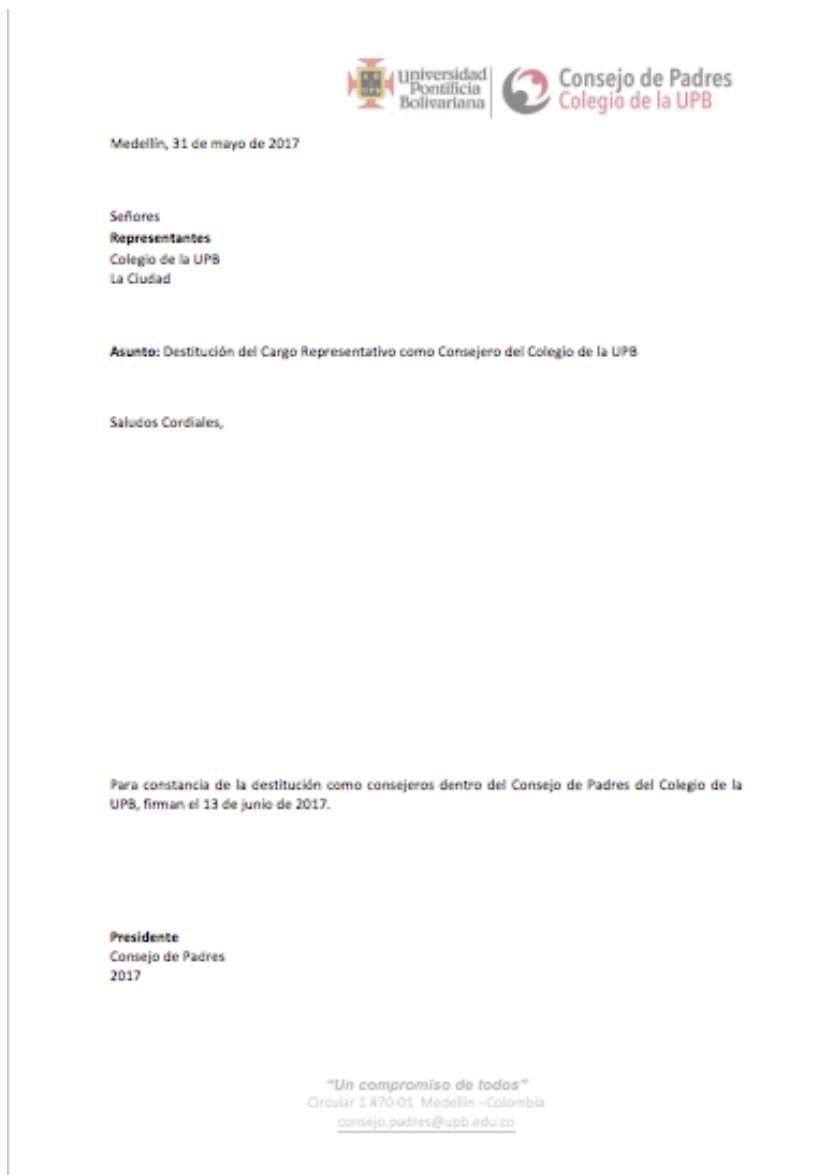 Universidad
Pontificia
Bolivariana
Consejo de Padres
Colegio de la UPB
Medellín, 31 de mayo de 2017
Señores
Representantes
Colegio de la UPB
La Ciudad
Asunto: Destitución del Cargo Representativo como Consejero del Colegio de la UPB
Saludos Cordiales,
Para constancia de la destitución como consejeros dentro del Consejo de Padres del Colegio de la
UPB, firman el 13 de junio de 2017.
Presidente
Consejo de Padres
2017
"Un compromiso de todos"
Circular 1 #70-01 Medellín –Colombia
consejo.padres@upb.edu.co